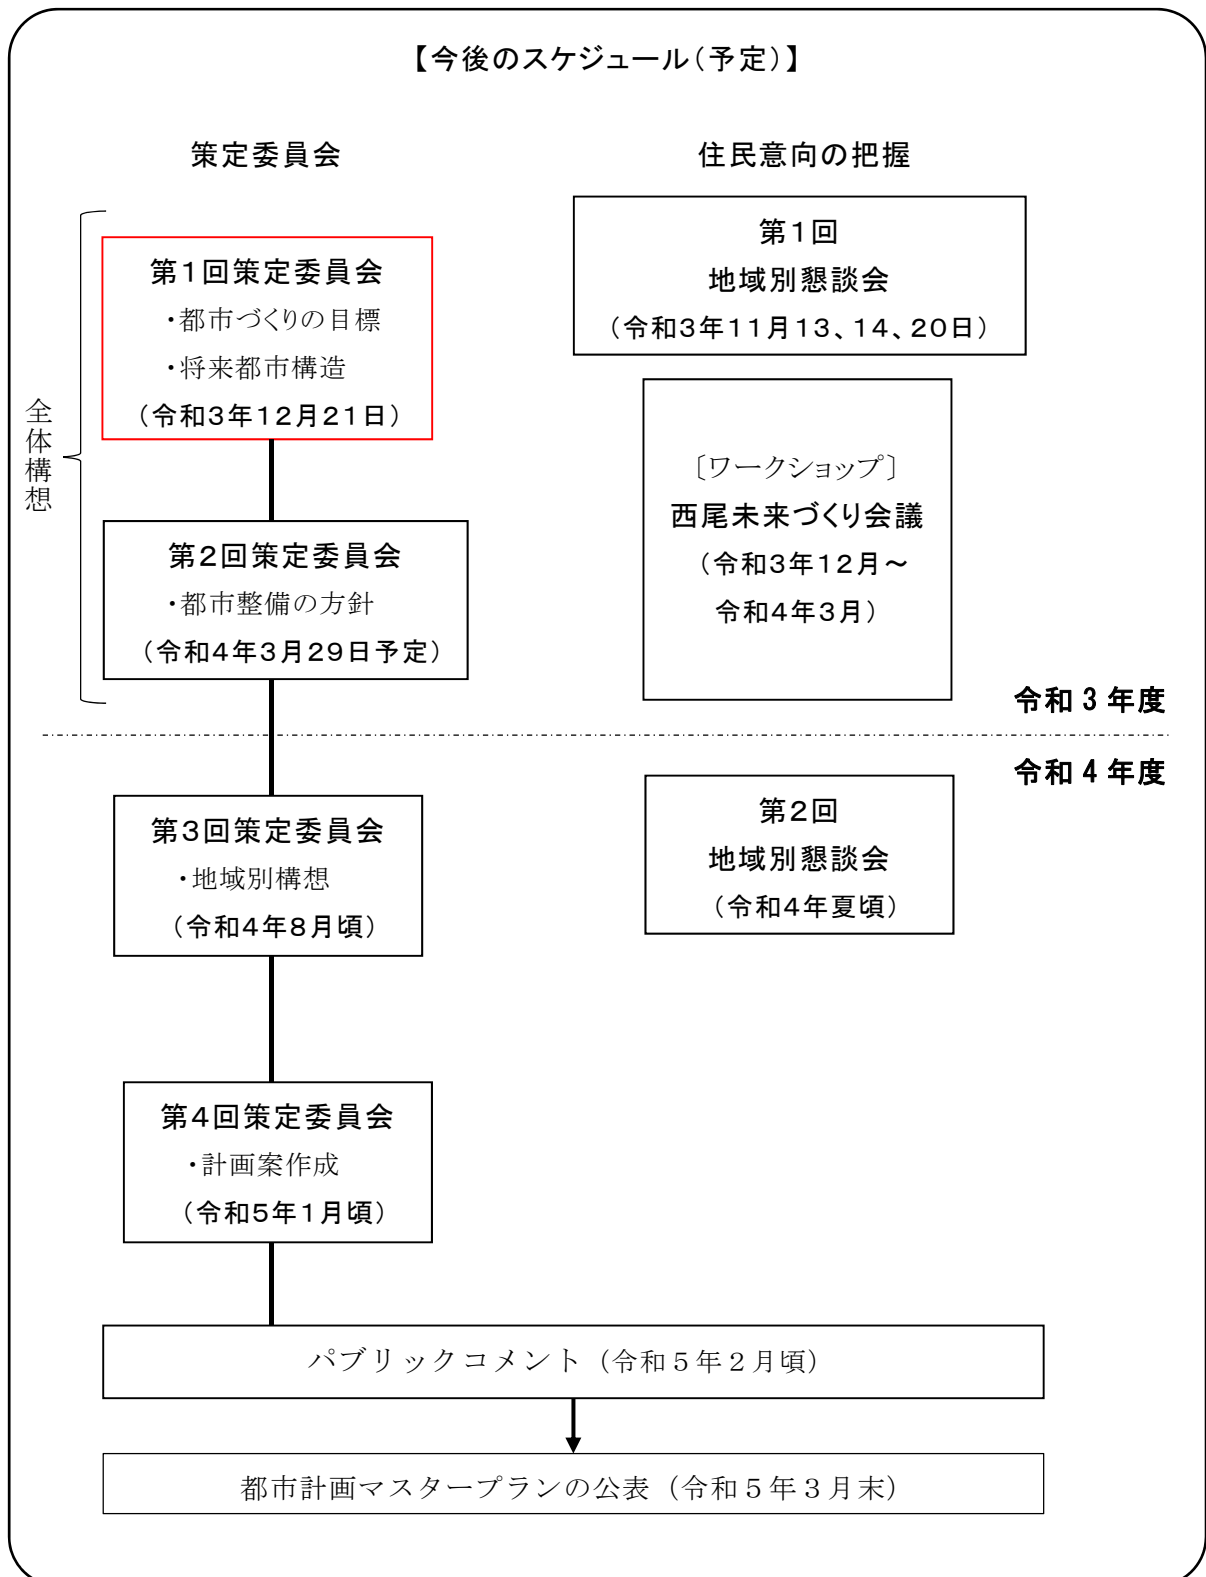 【今後のスケジュール（予定）】
策定委員会
住民意向の把握
全体構想
第１回策定委員会
・都市づくりの目標
・将来都市構造
（令和３年１２月２１日）
第２回策定委員会
・都市整備の方針
（令和４年３月２９日予定）
第１回
地域別懇談会
（令和３年１１月１３、１４、２０日）
〔ワークショップ〕
西尾未来づくり会議
（令和３年１２月～
令和４年３月）
令和３年度
令和４年度
第３回策定委員会
・地域別構想
（令和４年８月頃）
第２回
地域別懇談会
（令和４年夏頃）
第４回策定委員会
・計画案作成
（令和５年１月頃）
パブリックコメント（令和５年２月頃）
都市計画マスタープランの公表（令和５年３月末）